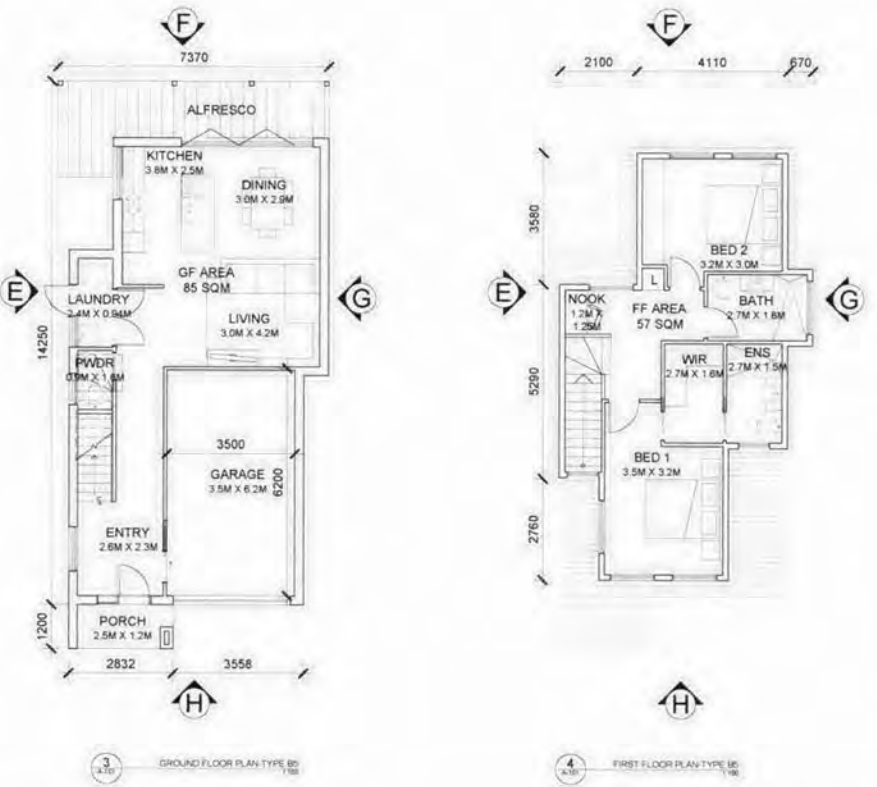 F
7370
ALFRESCO
KITCHEN
3.8M X 2.5M
DINING
3.0M X 2.9M
E
GF AREA
85 SQM
G
LAUNDRY
2.4M X 0.94M
LIVING
3.0M X 4.2M
14250
PWDR
3500
GARAGE
3.5M X 6.2M
6200
ENTRY
2.6M X 2.3M
1200
PORCH
2.5M X 1.2M
2832
3558
H
3
GROUND FLOOR PLAN-TYPE B5
F
2100
4110
670
3580
BED 2
3.2M X 3.0M
E
L
G
NOOK
1.2M X
1.25M
FF AREA
57 SQM
BATH
2.7M X 1.8M
WIR
2.7M X 1.6M
ENS
2.7M X 1.5M
5290
BED 1
3.5M X 3.2M
2760
H
4
A-101
FIRST FLOOR PLAN-TYPE B5